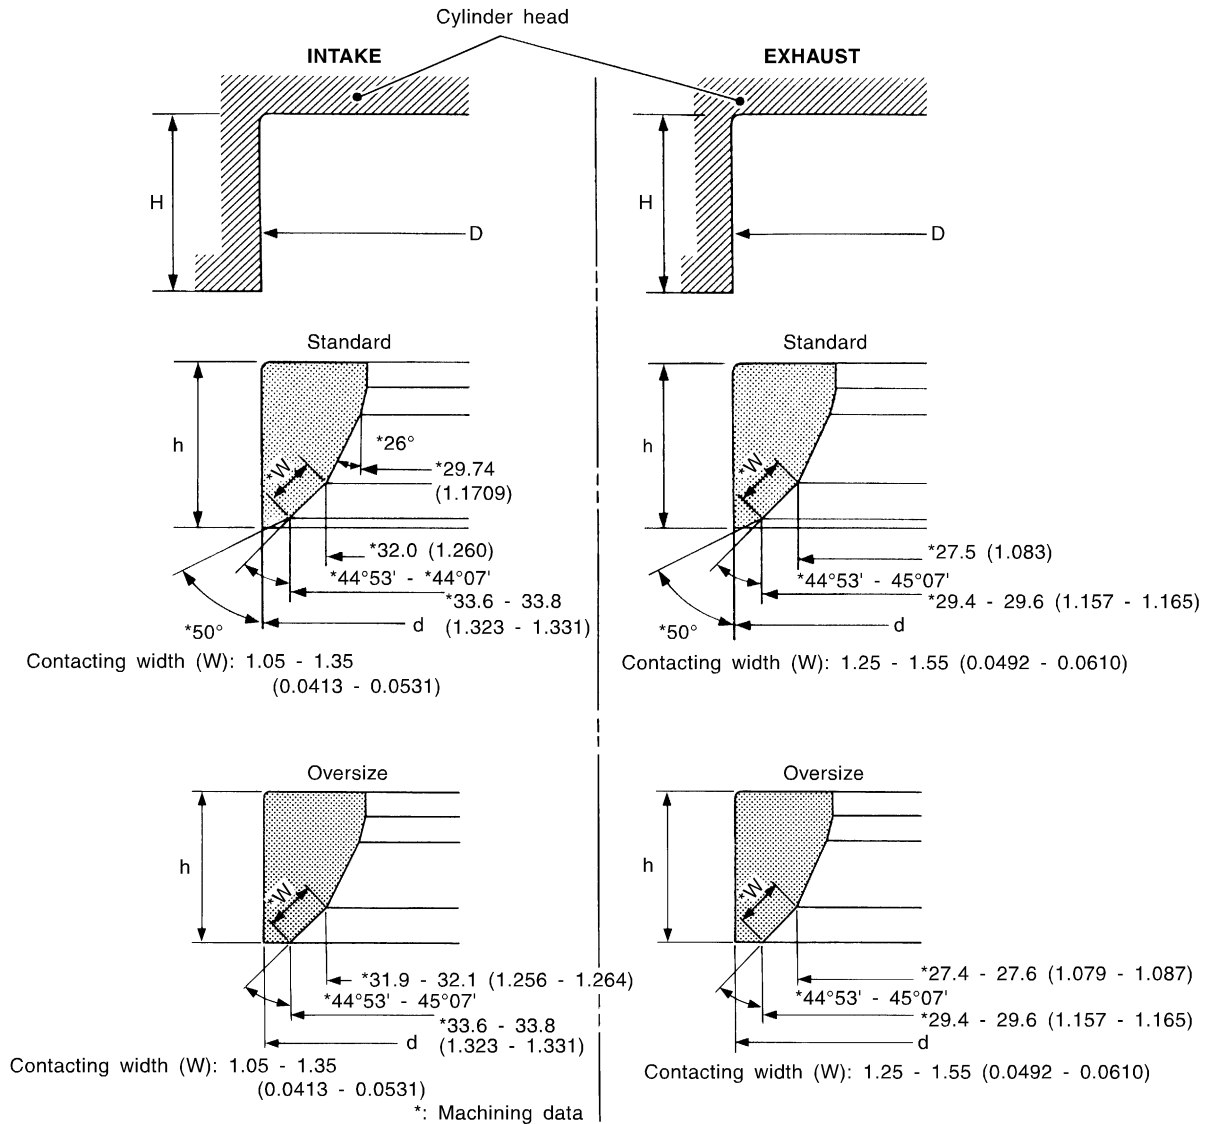 Cylinder head
INTAKE
EXHAUST
H
D
H
D
Standard
h
*W
*26°
*29.74
(1.1709)
*32.0 (1.260)
*44°53' - *44°07'
*33.6 - 33.8
(1.323 - 1.331)
*50°
d
Contacting width (W): 1.05 - 1.35
(0.0413 - 0.0531)
Standard
h
*W
*27.5 (1.083)
*44°53' - 45°07'
*29.4 - 29.6 (1.157 - 1.165)
*50°
d
Contacting width (W): 1.25 - 1.55 (0.0492 - 0.0610)
Oversize
h
*W
*31.9 - 32.1 (1.256 - 1.264)
*44°53' - 45°07'
*33.6 - 33.8
(1.323 - 1.331)
d
Contacting width (W): 1.05 - 1.35
(0.0413 - 0.0531)
Oversize
h
*W
*27.4 - 27.6 (1.079 - 1.087)
*44°53' - 45°07'
*29.4 - 29.6 (1.157 - 1.165)
d
Contacting width (W): 1.25 - 1.55 (0.0492 - 0.0610)
*: Machining data